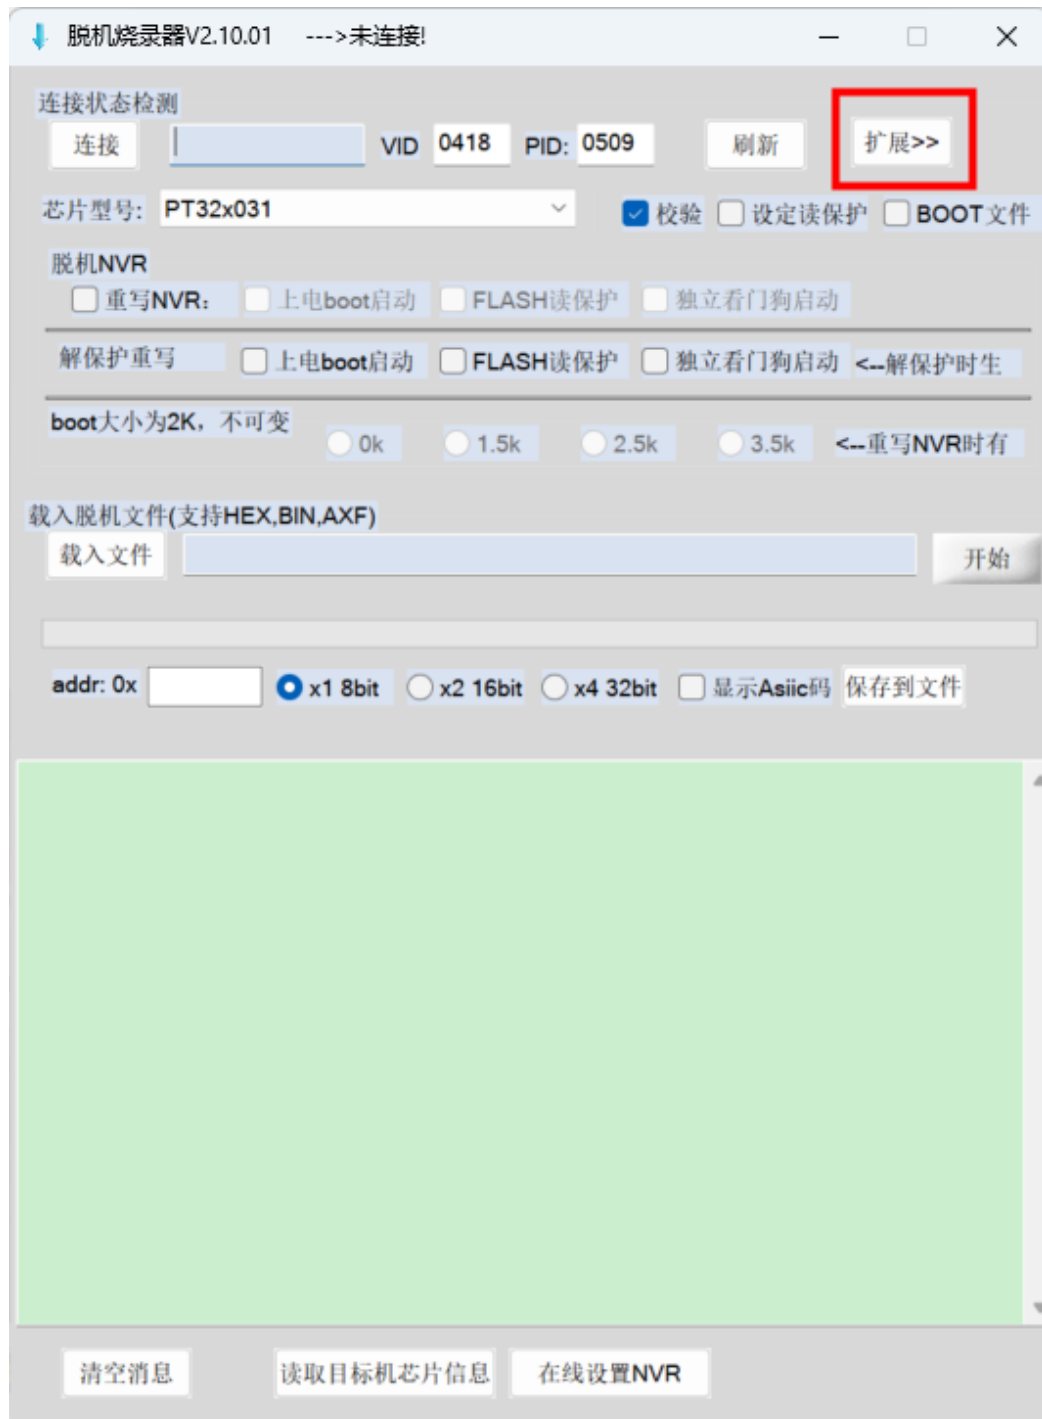 脱机烧录器V2.10.01 --->未连接!
连接状态检测
连接 VID 0418 PID: 0509 刷新 扩展>>
芯片型号: PT32x031 校验 设定读保护 BOOT文件
脱机NVR
重写NVR: 上电boot启动 FLASH读保护 独立看门狗启动
解保护重写 上电boot启动 FLASH读保护 独立看门狗启动 <--解保护时生
boot大小为2K，不可变
0k 1.5k 2.5k 3.5k <--重写NVR时有
载入脱机文件(支持HEX,BIN,AXF)
载入文件 开始
addr: 0x x1 8bit x2 16bit x4 32bit 显示Asiic码 保存到文件
清空消息 读取目标机芯片信息 在线设置NVR